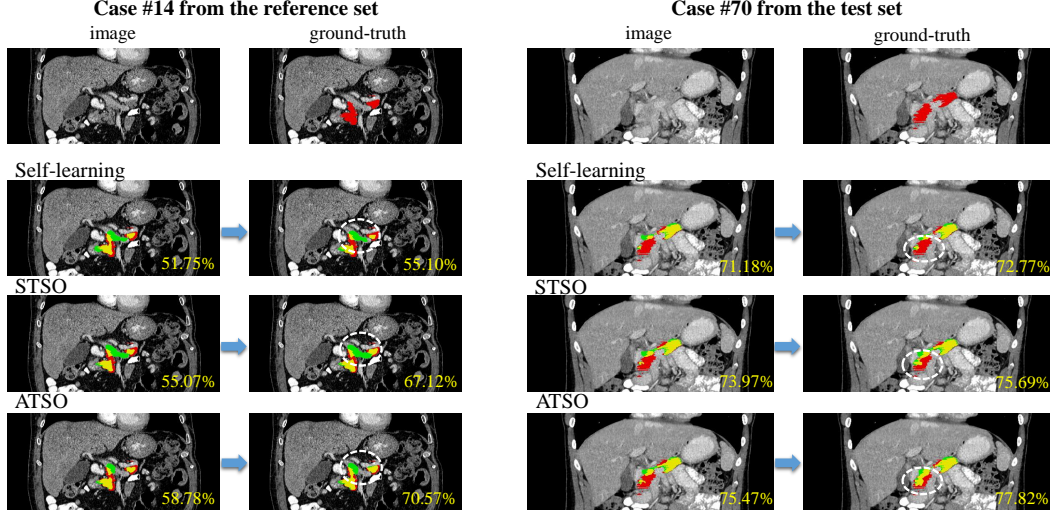 Case #14 from the reference set
Case #70 from the test set
image
ground-truth
image
ground-truth
Self-learning
Self-learning
51.75%
55.10%
71.18%
72.77%
STSO
STSO
55.07%
67.12%
73.97%
75.69%
ATSO
ATSO
58.78%
70.57%
75.47%
77.82%